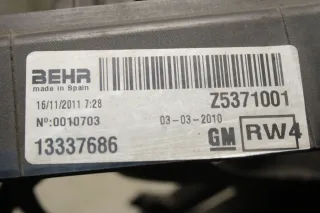 BEHR
made in Spain
16/11/2011 7:28 Z5371001
Nº:0010703 03-03-2010
13337686 GM RW4